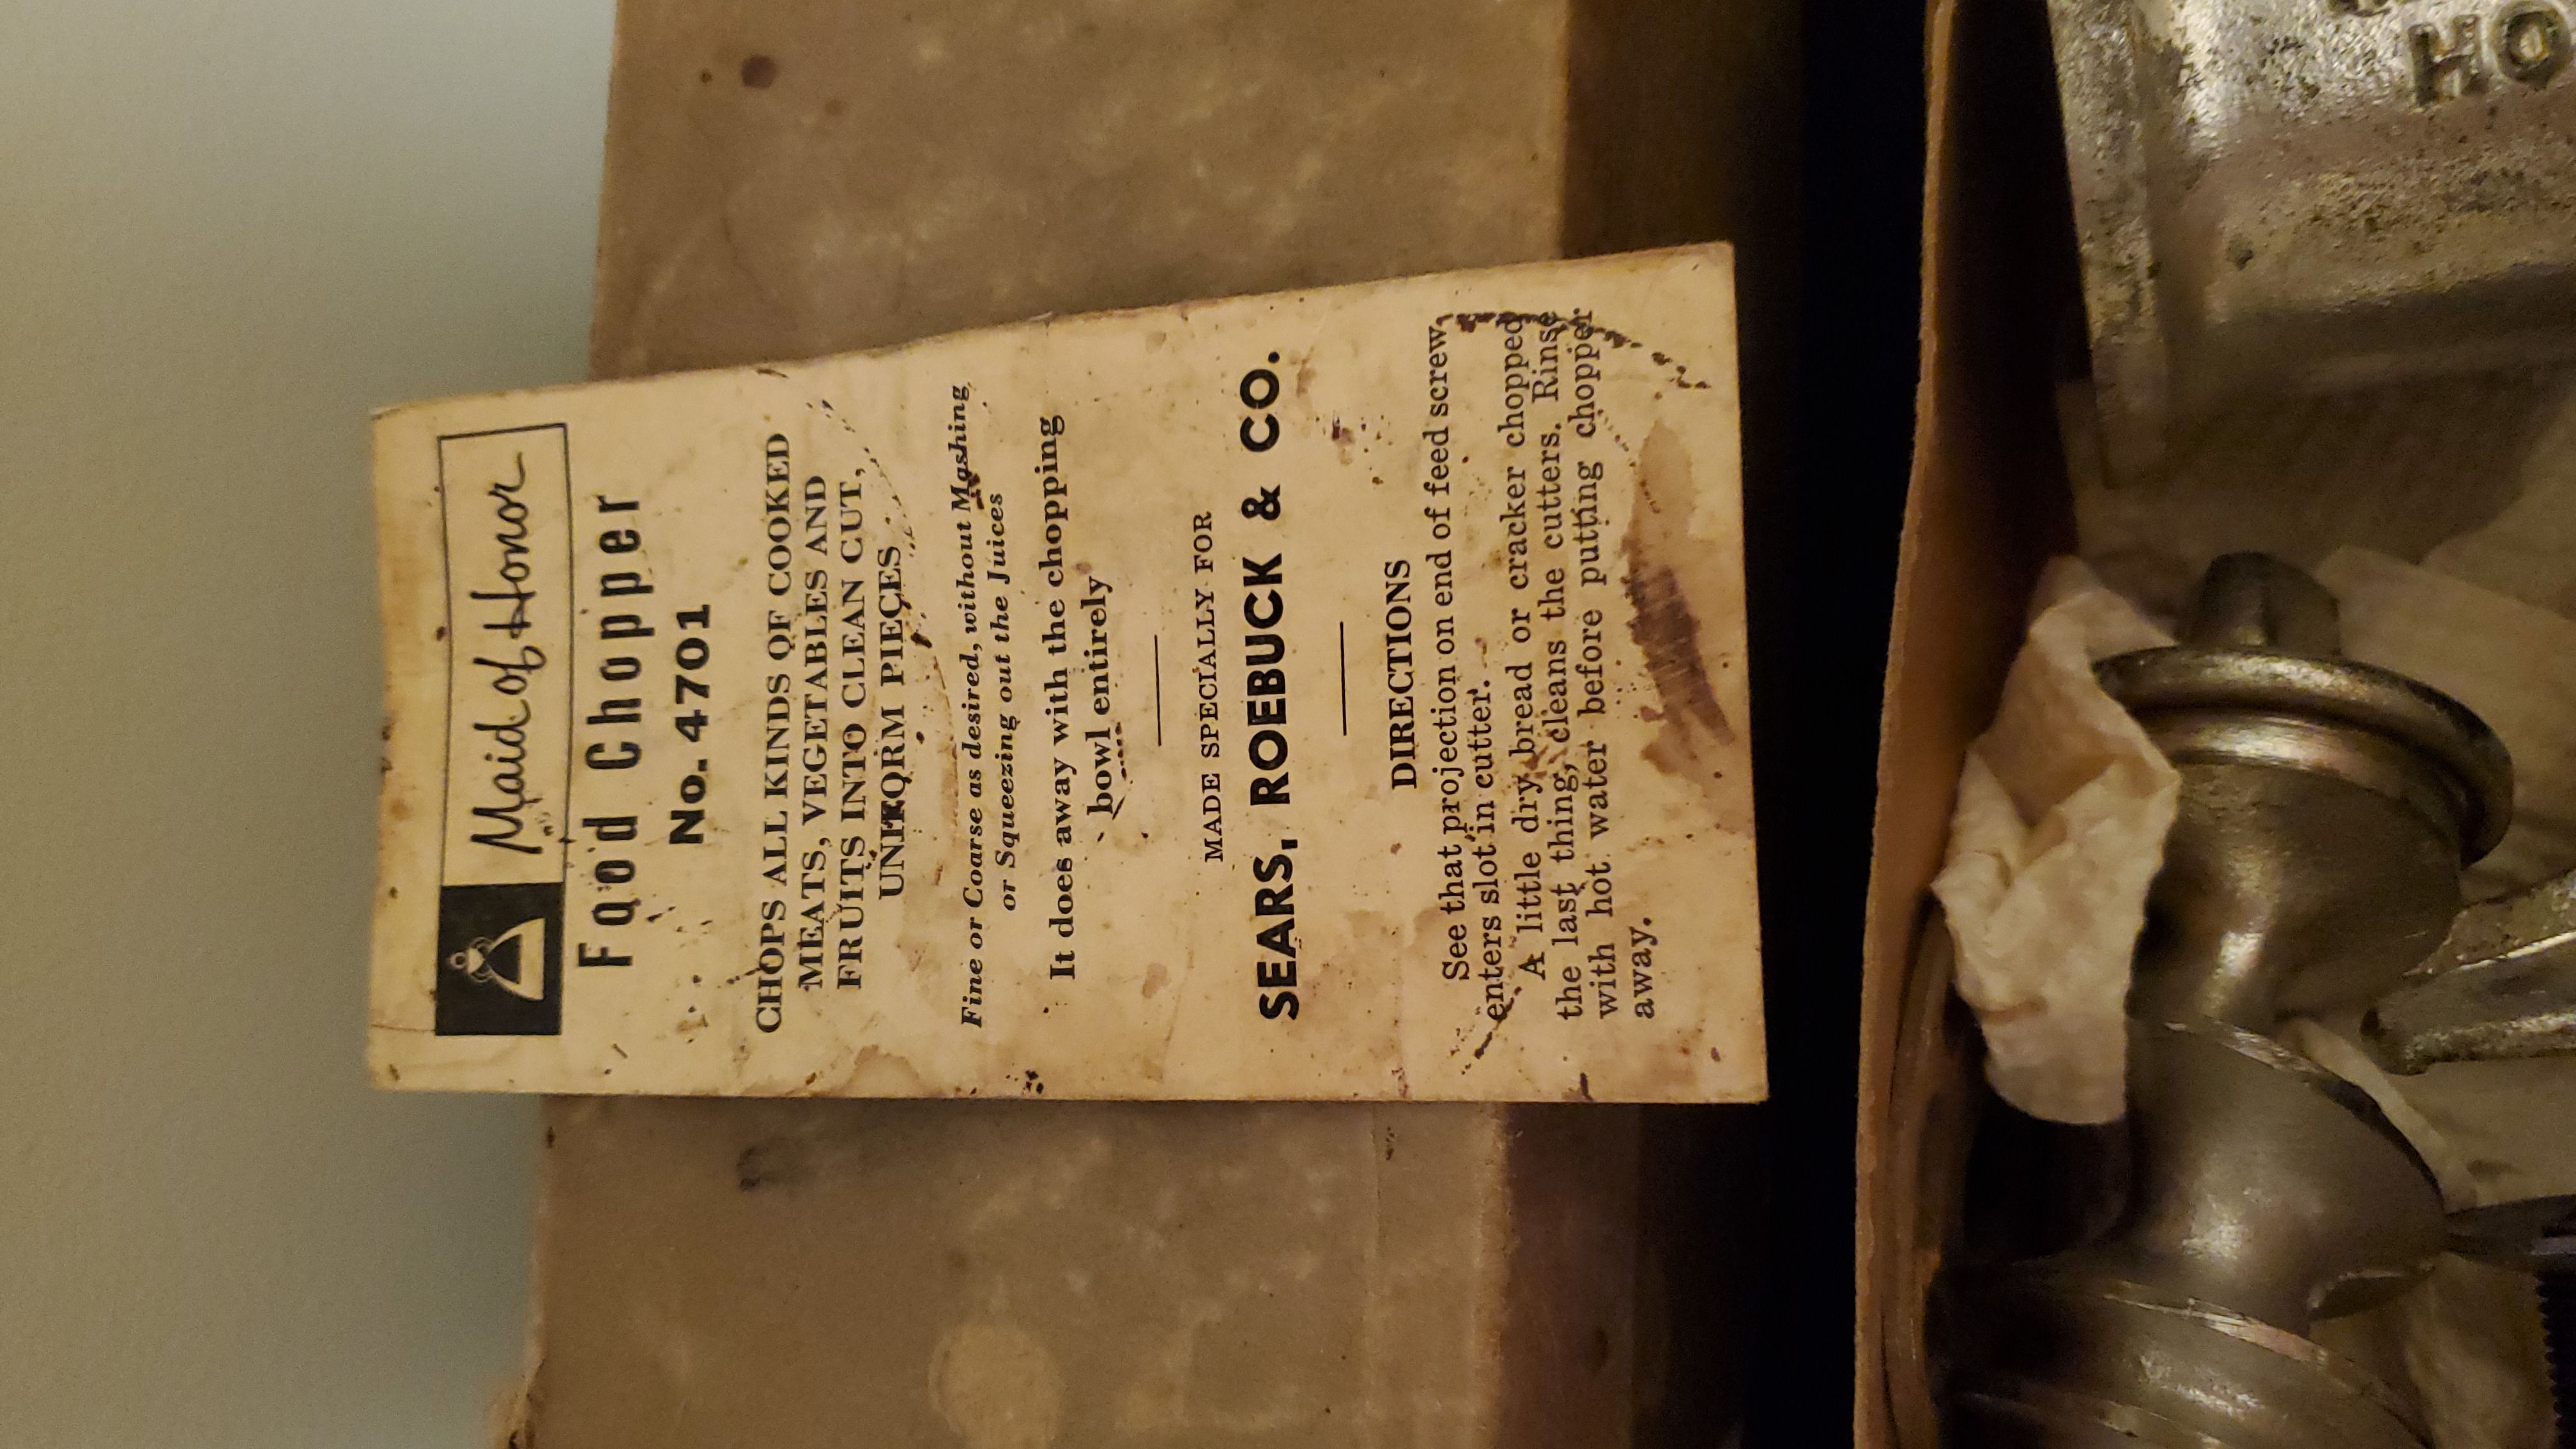 Maid of Honor
Food Chopper
No. 4701
CHOPS ALL KINDS OF COOKED
MEATS, VEGETABLES AND
FRUITS INTO CLEAN CUT,
UNIFORM PIECES
Fine or Coarse as desired, without Mashing
or Squeezing out the Juices
It does away with the chopping
bowl entirely
MADE SPECIALLY FOR
SEARS, ROEBUCK & CO.
DIRECTIONS
See that projection on end of feed screw
enters slot in cutter.
A little dry bread or cracker chopped
the last thing, cleans the cutters. Rinse
with hot water before putting chopper
away.
HO